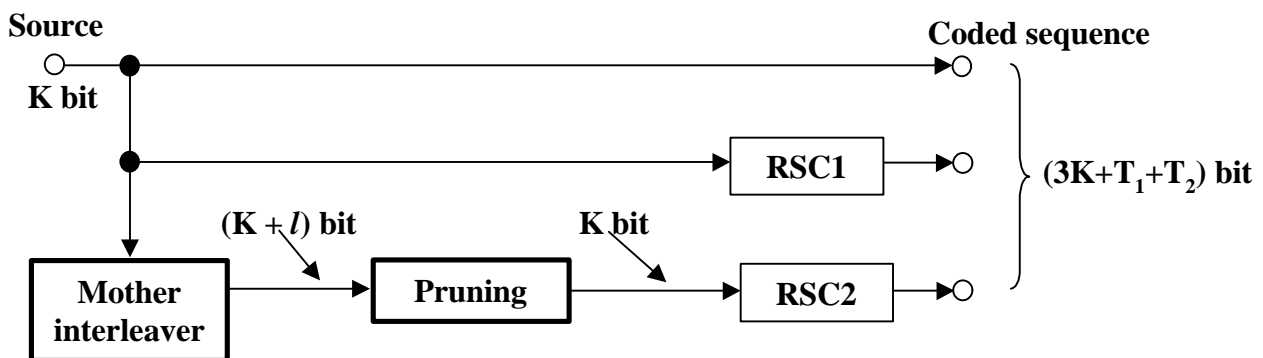 Source
Coded sequence
K bit
RSC1
(3K+T₁+T₂) bit
(K + l) bit
K bit
Mother
interleaver
Pruning
RSC2